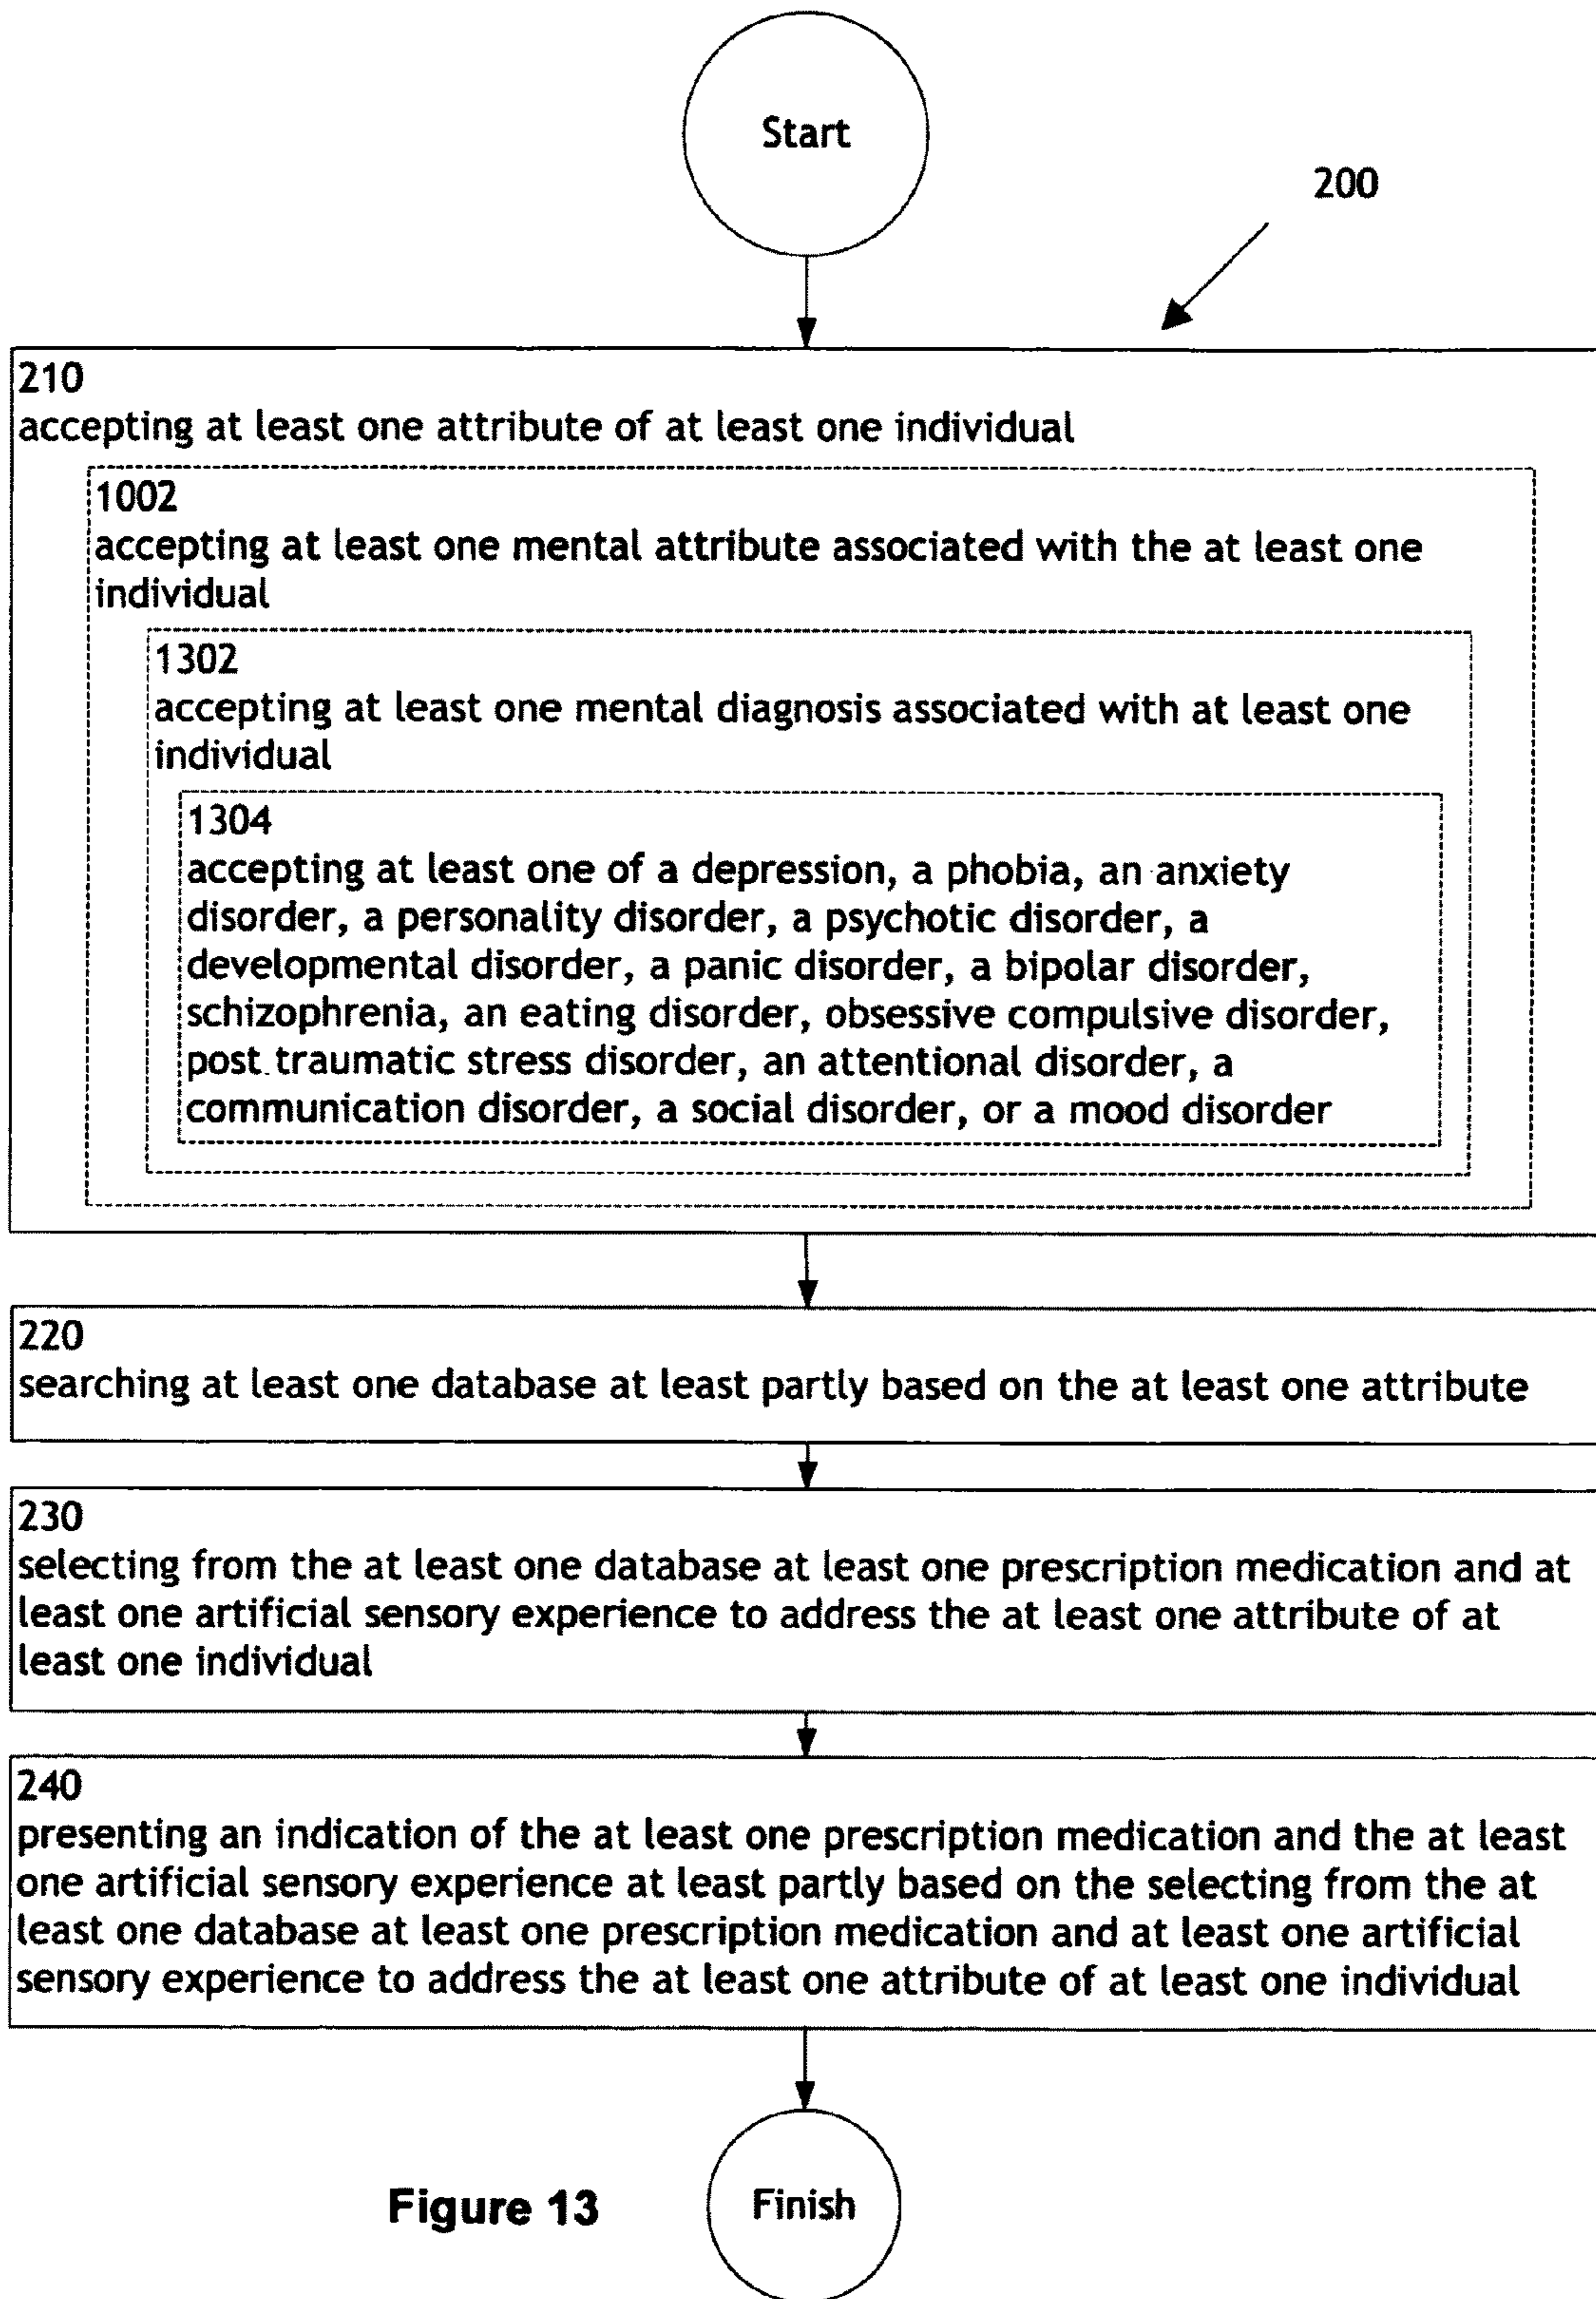 Start
200
210
accepting at least one attribute of at least one individual
1002
accepting at least one mental attribute associated with the at least one
individual
1302
accepting at least one mental diagnosis associated with at least one
individual
1304
accepting at least one of a depression, a phobia, an anxiety
disorder, a personality disorder, a psychotic disorder, a
developmental disorder, a panic disorder, a bipolar disorder,
schizophrenia, an eating disorder, obsessive compulsive disorder,
post traumatic stress disorder, an attentional disorder, a
communication disorder, a social disorder, or a mood disorder
220
searching at least one database at least partly based on the at least one attribute
230
selecting from the at least one database at least one prescription medication and at
least one artificial sensory experience to address the at least one attribute of at
least one individual
240
presenting an indication of the at least one prescription medication and the at least
one artificial sensory experience at least partly based on the selecting from the at
least one database at least one prescription medication and at least one artificial
sensory experience to address the at least one attribute of at least one individual
Figure 13
Finish